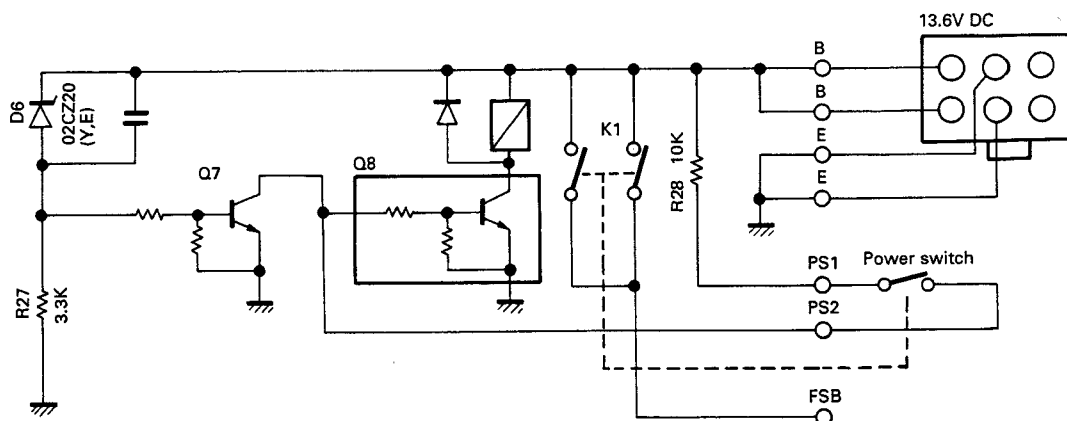 13.6V DC
B
B
K1
E
E
D6
02CZ20
(Y,E)
Q7
Q8
R28 10K
PS1
Power switch
PS2
R27
3.3K
FSB